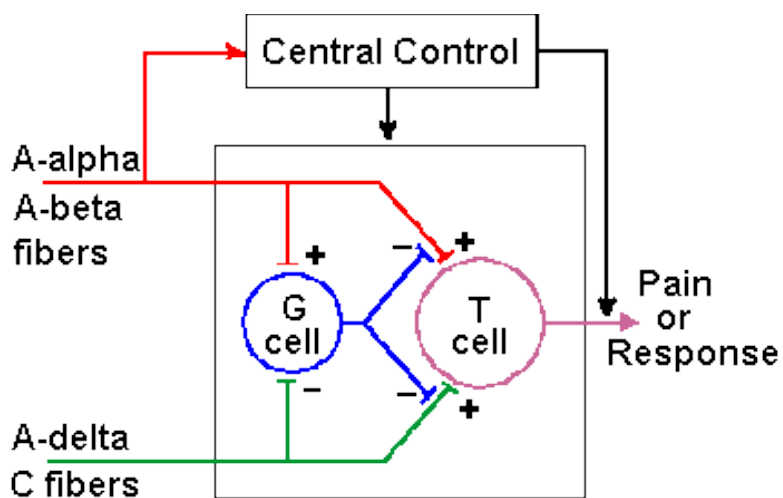 Central Control
A-alpha
A-beta
fibers
+
−
+
G
cell
T
cell
Pain
or
Response
−
−
+
A-delta
C fibers